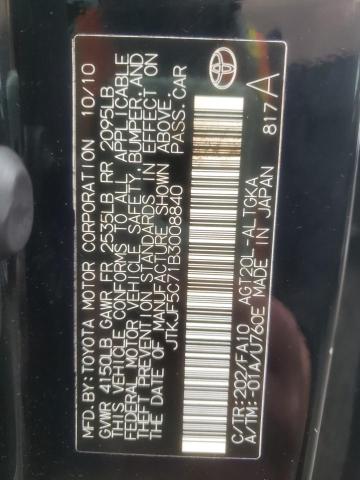 MFD. BY: TOYOTA MOTOR CORPORATION 10/10
GVWR 4150LB GAWR FR 2535LB RR 2095LB
THIS VEHICLE CONFORMS TO ALL APPLICABLE
FEDERAL MOTOR VEHICLE SAFETY, BUMPER, AND
THEFT PREVENTION STANDARDS IN EFFECT ON
THE DATE OF MANUFACTURE SHOWN ABOVE.
JTKJF5C71B3008840 PASS. CAR
C/TR: 202/FA10 AGT20L-ALTGKA
A/TM: -01A/U760E MADE IN JAPAN
817 A
TOYOTA